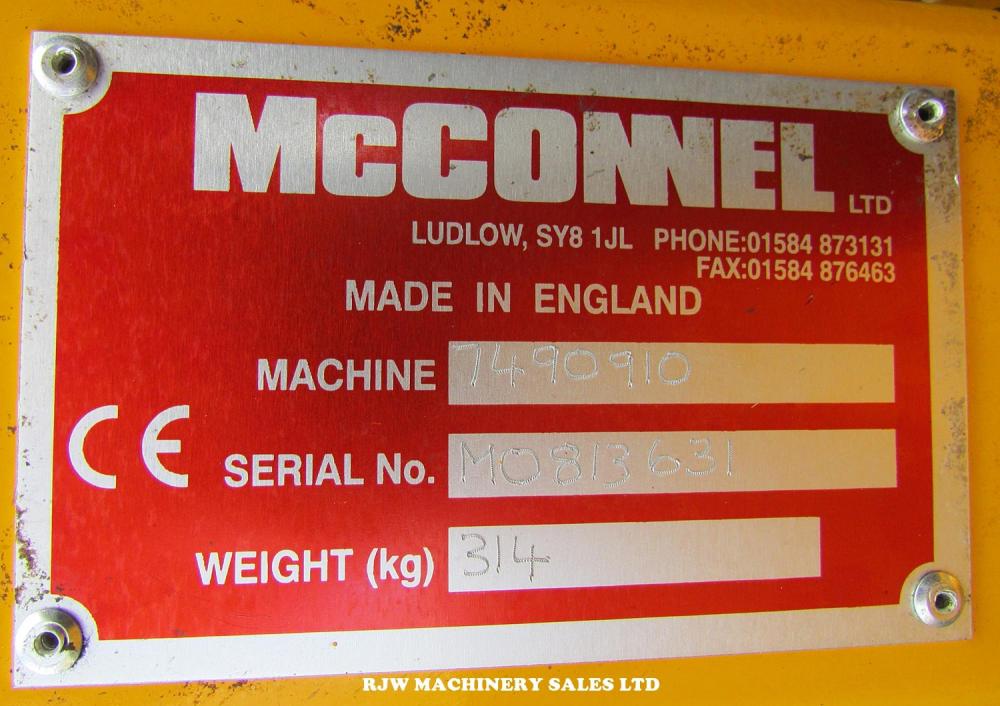 McCONNEL LTD
LUDLOW, SY8 1JL PHONE:01584 873131
FAX:01584 876463
MADE IN ENGLAND
MACHINE 7490910
CE
SERIAL No. M0813631
WEIGHT (kg) 314
RJW MACHINERY SALES LTD